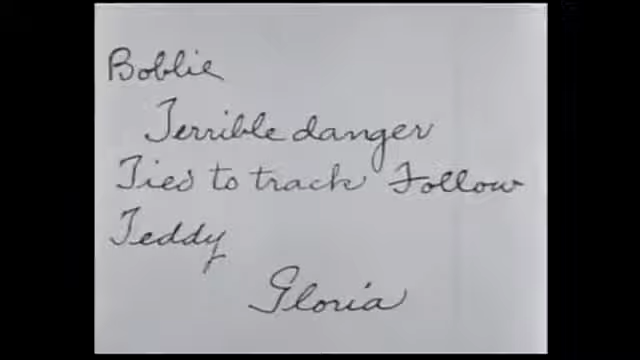 Bobbie
Terrible danger
Tied to track Follow
Teddy
Gloria